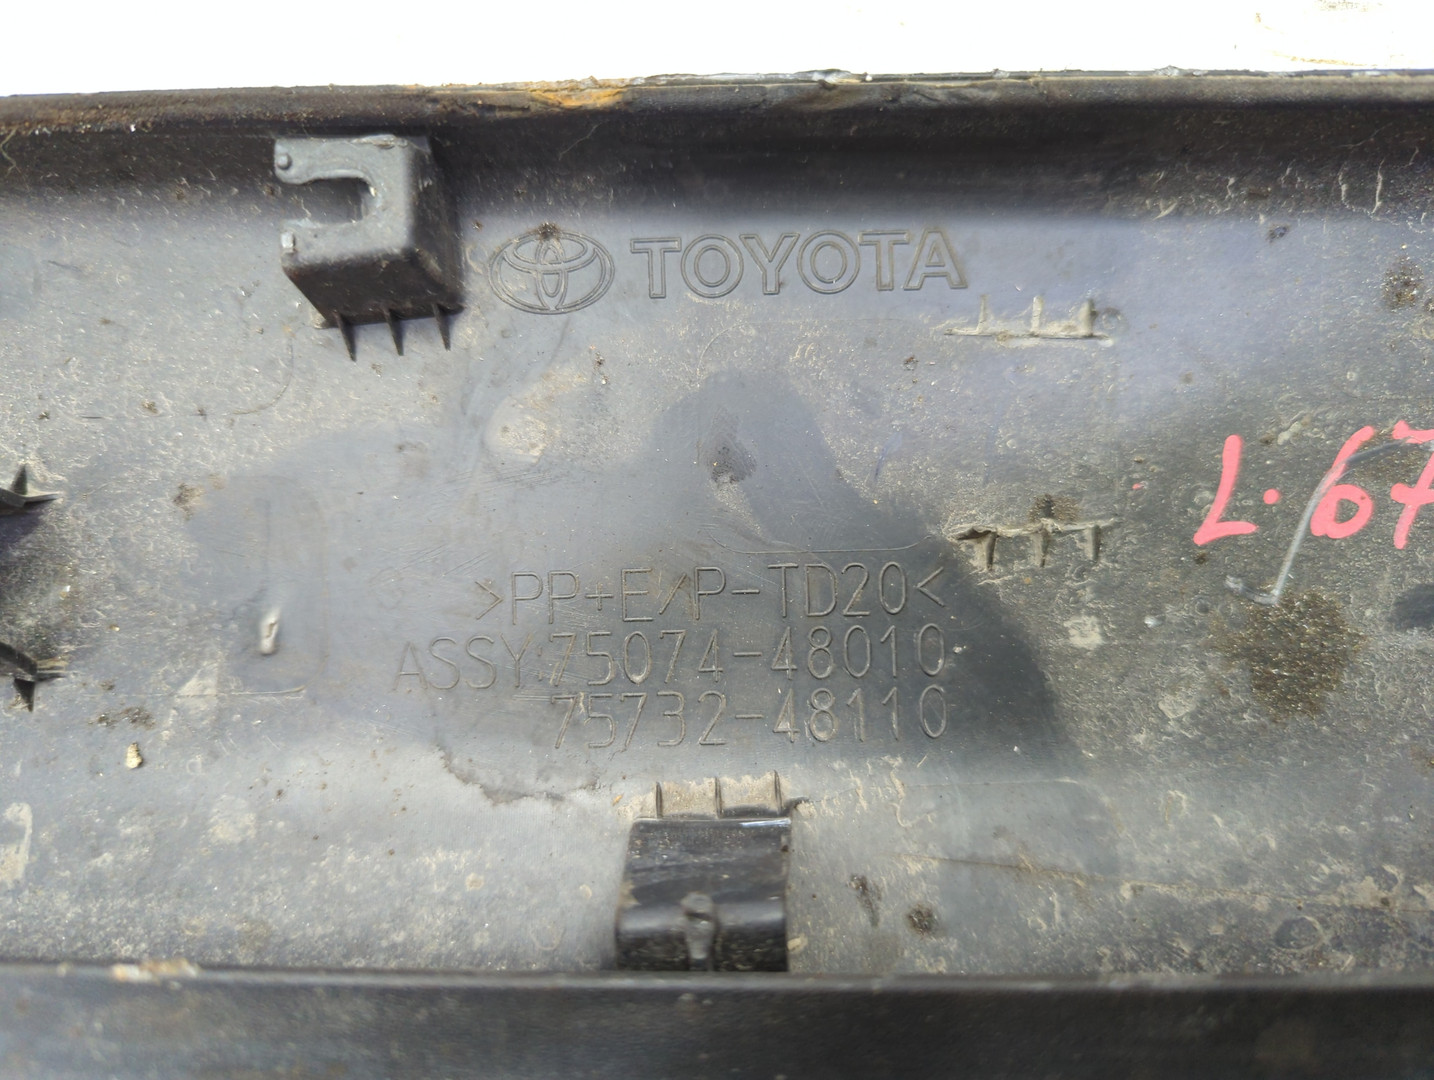 TOYOTA
L.67
>PP+E/P-TD20<
ASSY:75074-48010
75732-48110